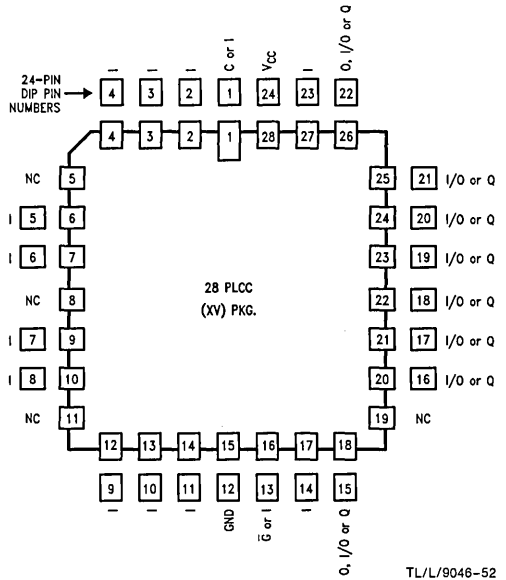 C or I
VCC
O, I/O or Q
I I I I
24-PIN
DIP PIN
NUMBERS
4 3 2 1 24 23 22
4 3 2 1 28 27 26
NC 5 25 21 I/O or Q
I 5 6 24 20 I/O or Q
I 6 7 23 19 I/O or Q
NC 8 22 18 I/O or Q
28 PLCC
(XV) PKG.
I 7 9 21 17 I/O or Q
I 8 10 20 16 I/O or Q
NC 11 19 NC
12 13 14 15 16 17 18
9 10 11 12 13 14 15
I I I GND G̅ or I I O, I/O or Q
TL/L/9046-52